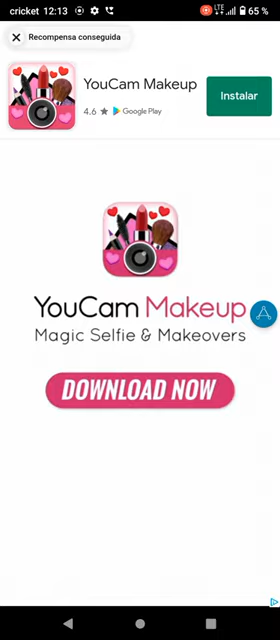 cricket 12:13 LTE 65 %
Recompensa conseguida
YouCam Makeup
4.6 ★ Google Play
Instalar
YouCam Makeup
Magic Selfie & Makeovers
DOWNLOAD NOW